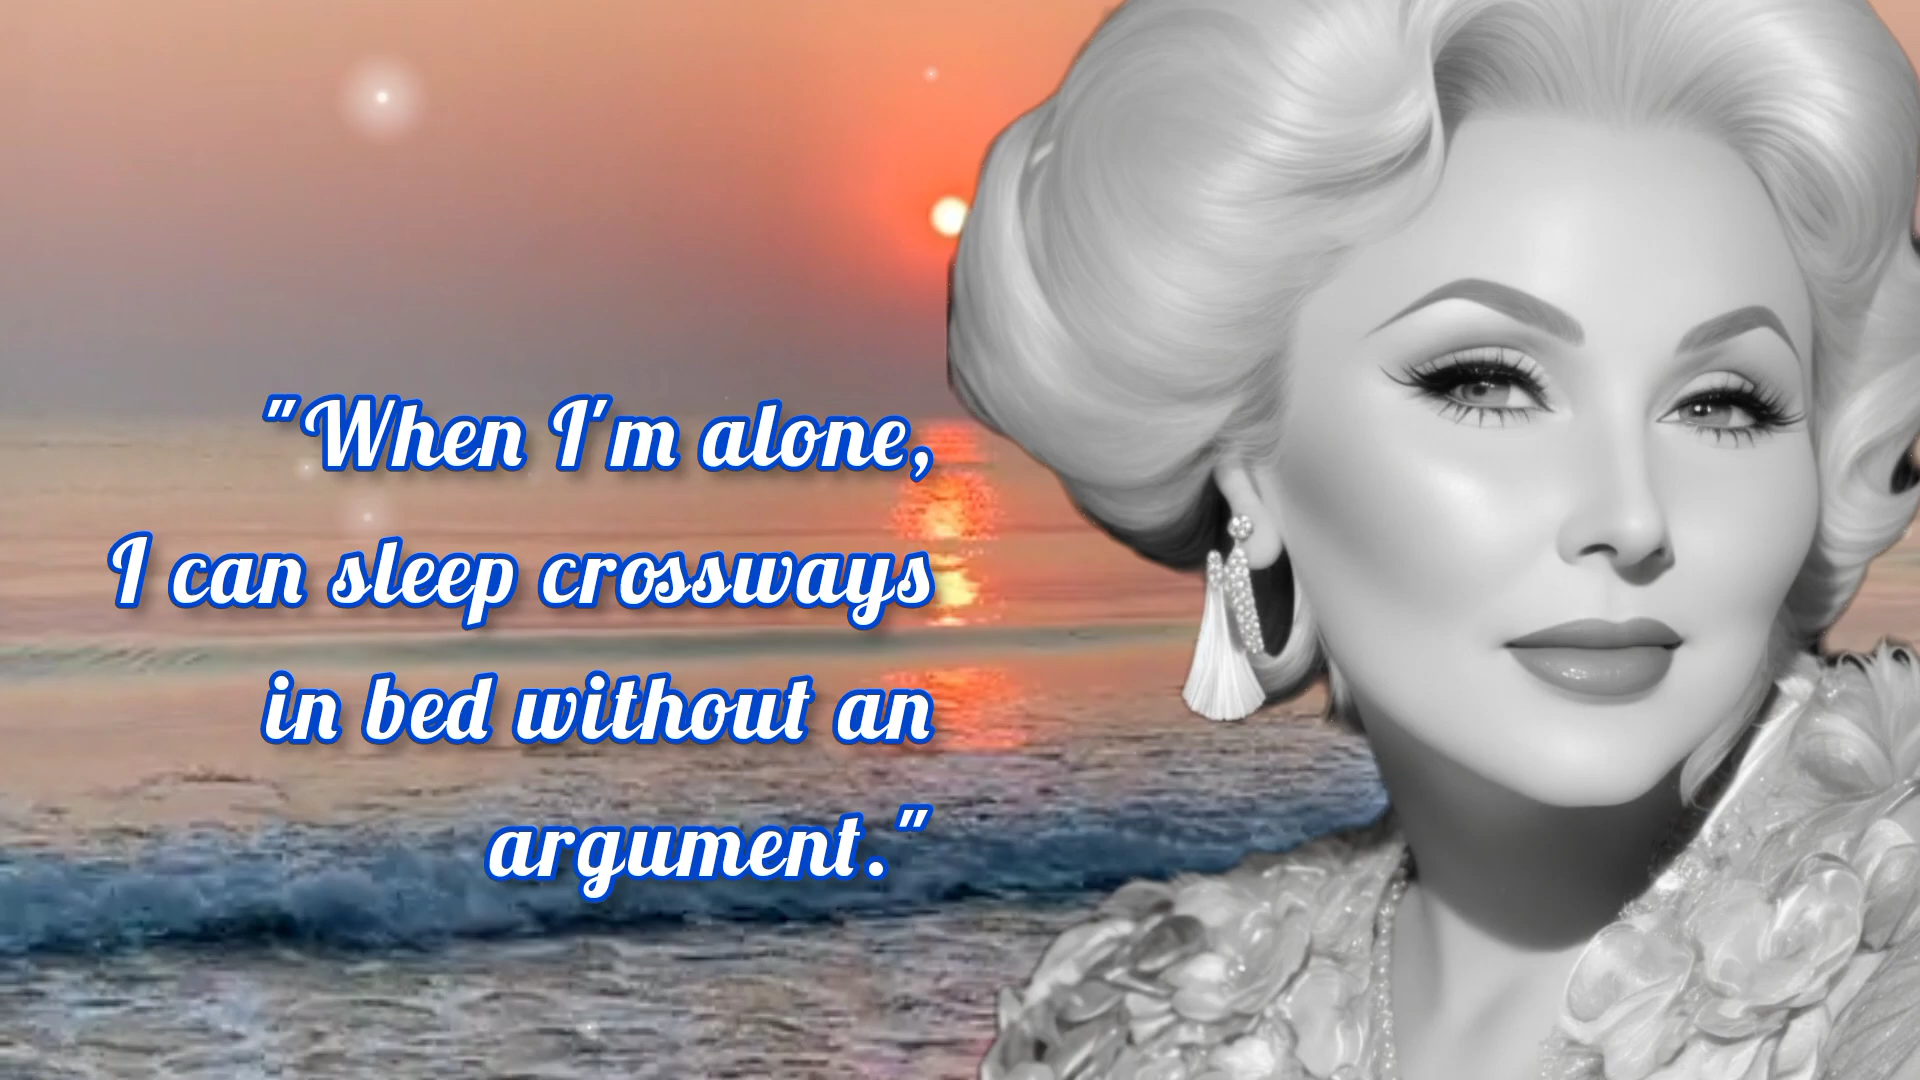 "When I'm alone,
I can sleep crossways
in bed without an
argument."